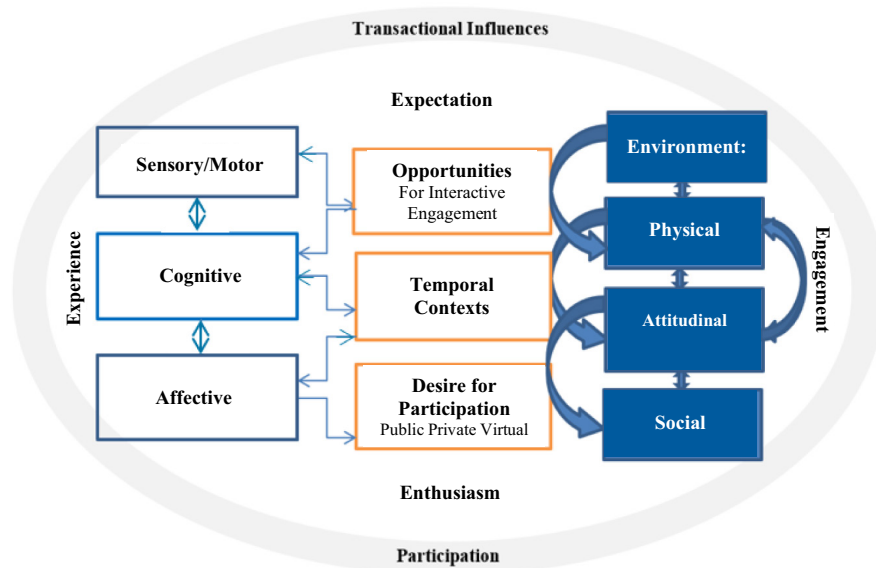 Transactional Influences
Expectation
Experience
Sensory/Motor
Cognitive
Affective
Opportunities
For Interactive
Engagement
Temporal
Contexts
Desire for
Participation
Public Private Virtual
Environment:
Physical
Attitudinal
Social
Engagement
Enthusiasm
Participation